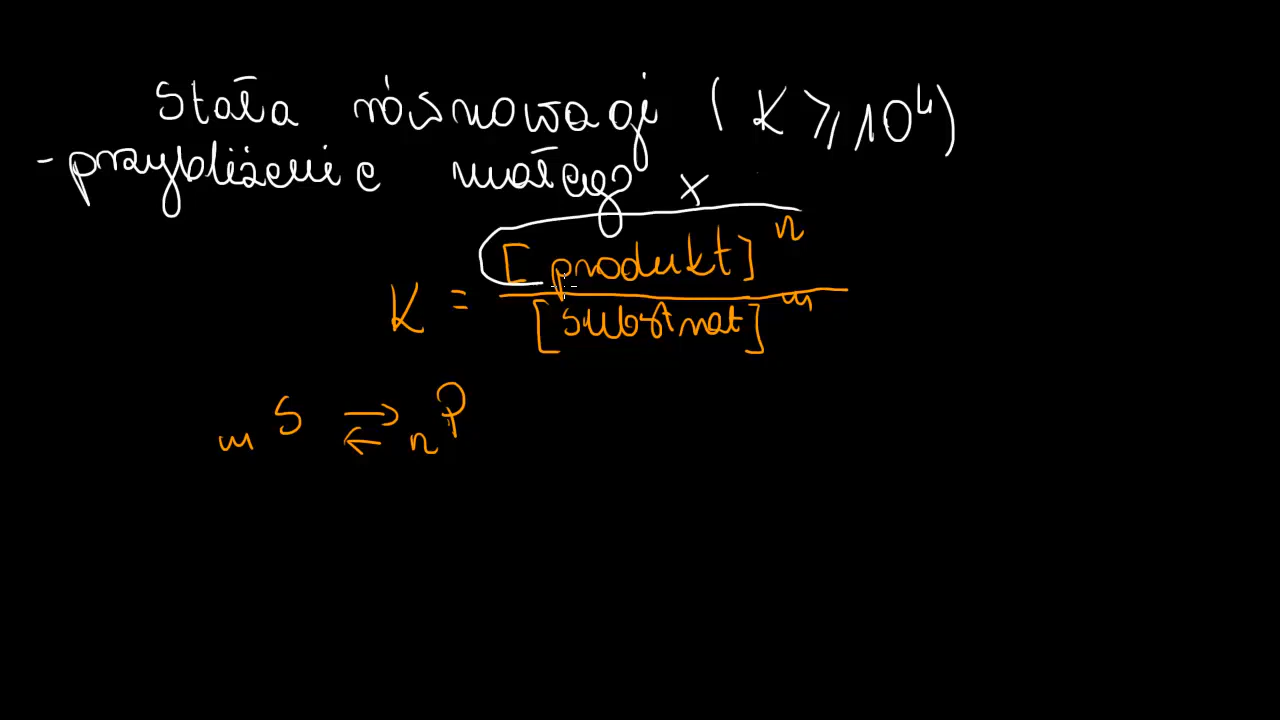 Stała równowagi (K ⩾ 10⁴)
- przybliżenie małego x
K = [produkt]ⁿ / [substrat]ᵐ
m S ⇄ n P